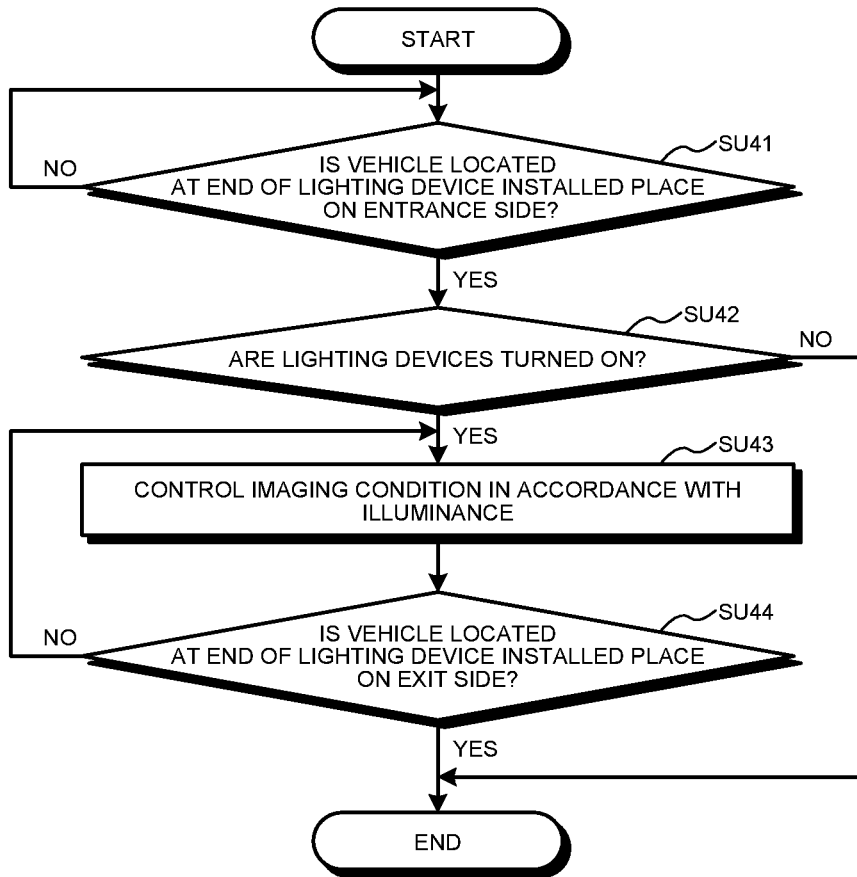 START
SU41
IS VEHICLE LOCATED
AT END OF LIGHTING DEVICE INSTALLED PLACE
ON ENTRANCE SIDE?
NO
YES
SU42
ARE LIGHTING DEVICES TURNED ON?
NO
YES
SU43
CONTROL IMAGING CONDITION IN ACCORDANCE WITH
ILLUMINANCE
SU44
IS VEHICLE LOCATED
AT END OF LIGHTING DEVICE INSTALLED PLACE
ON EXIT SIDE?
NO
YES
END